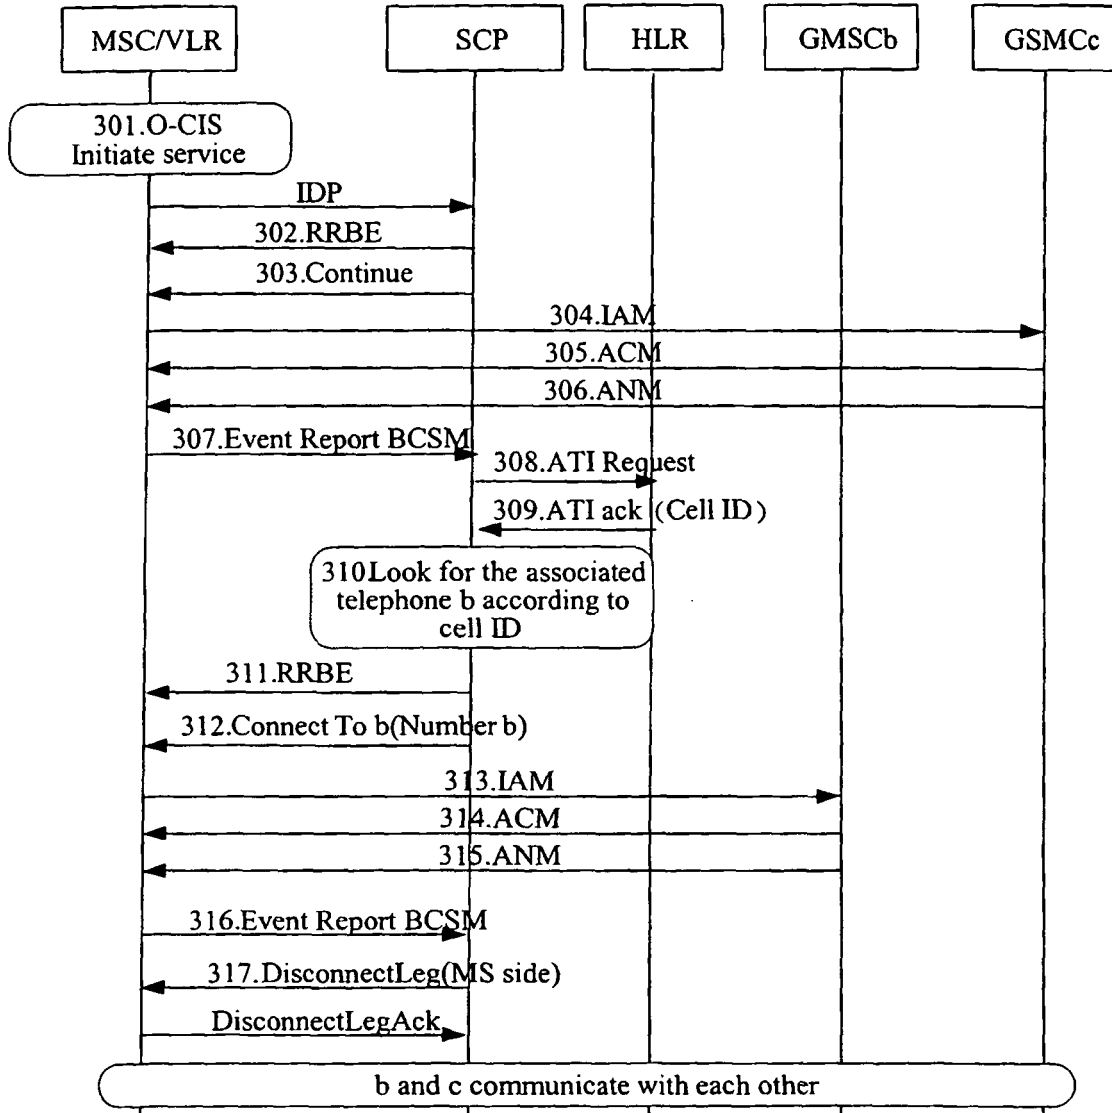 MSC/VLR SCP HLR GMSCb GSMCc
301.O-CIS
Initiate service
IDP
302.RRBE
303.Continue
304.IAM
305.ACM
306.ANM
307.Event Report BCSM
308.ATI Request
309.ATI ack (Cell ID)
310Look for the associated
telephone b according to
cell ID
311.RRBE
312.Connect To b(Number b)
313.IAM
314.ACM
315.ANM
316.Event Report BCSM
317.DisconnectLeg(MS side)
DisconnectLegAck
b and c communicate with each other